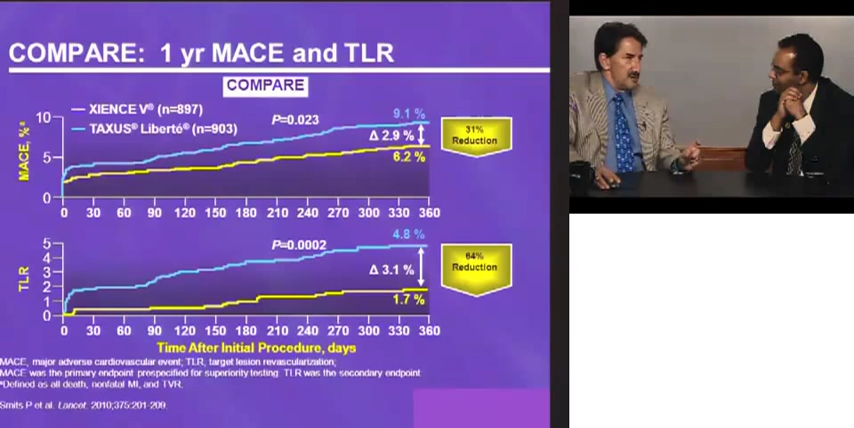 COMPARE: 1 yr MACE and TLR
COMPARE
XIENCE V® (n=897)
TAXUS® Liberté® (n=903)
P=0.023
9.1 %
Δ 2.9 %
6.2 %
31%
Reduction
MACE, %ª
10
5
0
0 30 60 90 120 150 180 210 240 270 300 330 360
P=0.0002
4.8 %
Δ 3.1 %
1.7 %
64%
Reduction
TLR
5
4
3
2
1
0
0 30 60 90 120 150 180 210 240 270 300 330 360
Time After Initial Procedure, days
MACE, major adverse cardiovascular event; TLR, target lesion revascularization;
MACE was the primary endpoint prespecified for superiority testing. TLR was the secondary endpoint
ªDefined as all death, nonfatal MI, and TVR.
Smits P et al. Lancet. 2010;375:201-209.